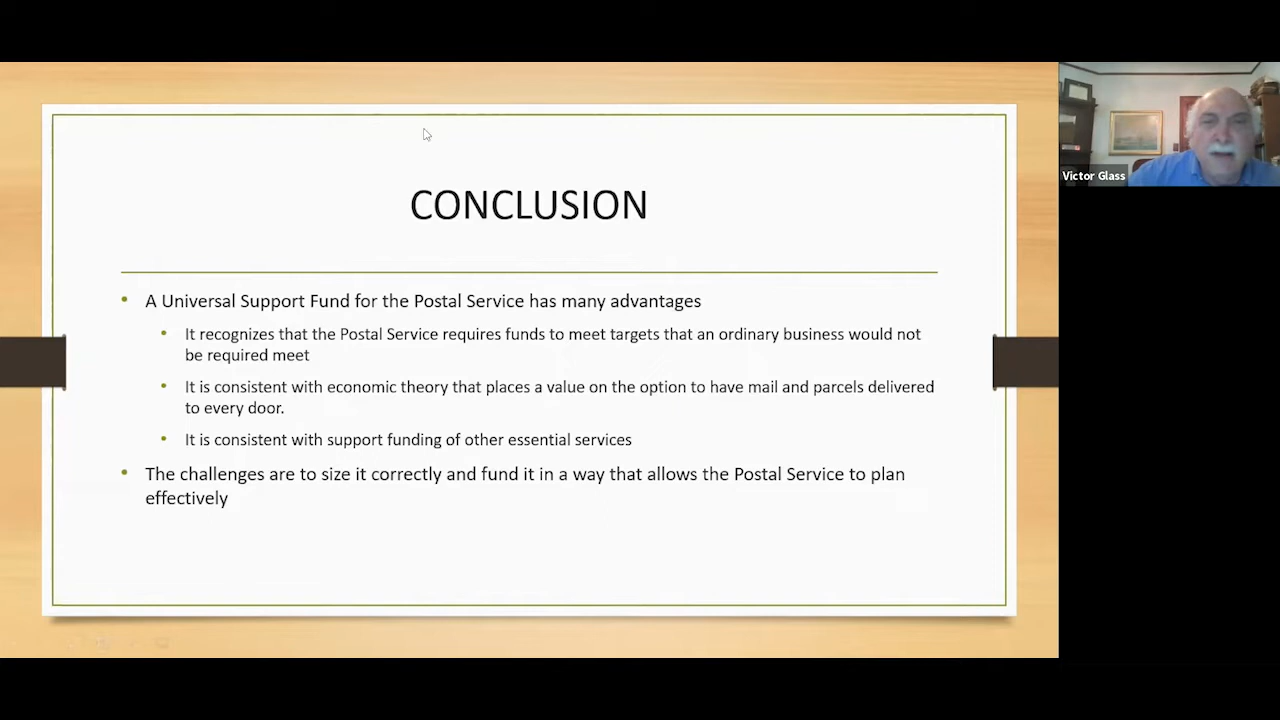 CONCLUSION
• A Universal Support Fund for the Postal Service has many advantages
• It recognizes that the Postal Service requires funds to meet targets that an ordinary business would not
be required meet
• It is consistent with economic theory that places a value on the option to have mail and parcels delivered
to every door.
• It is consistent with support funding of other essential services
• The challenges are to size it correctly and fund it in a way that allows the Postal Service to plan
effectively
Victor Glass